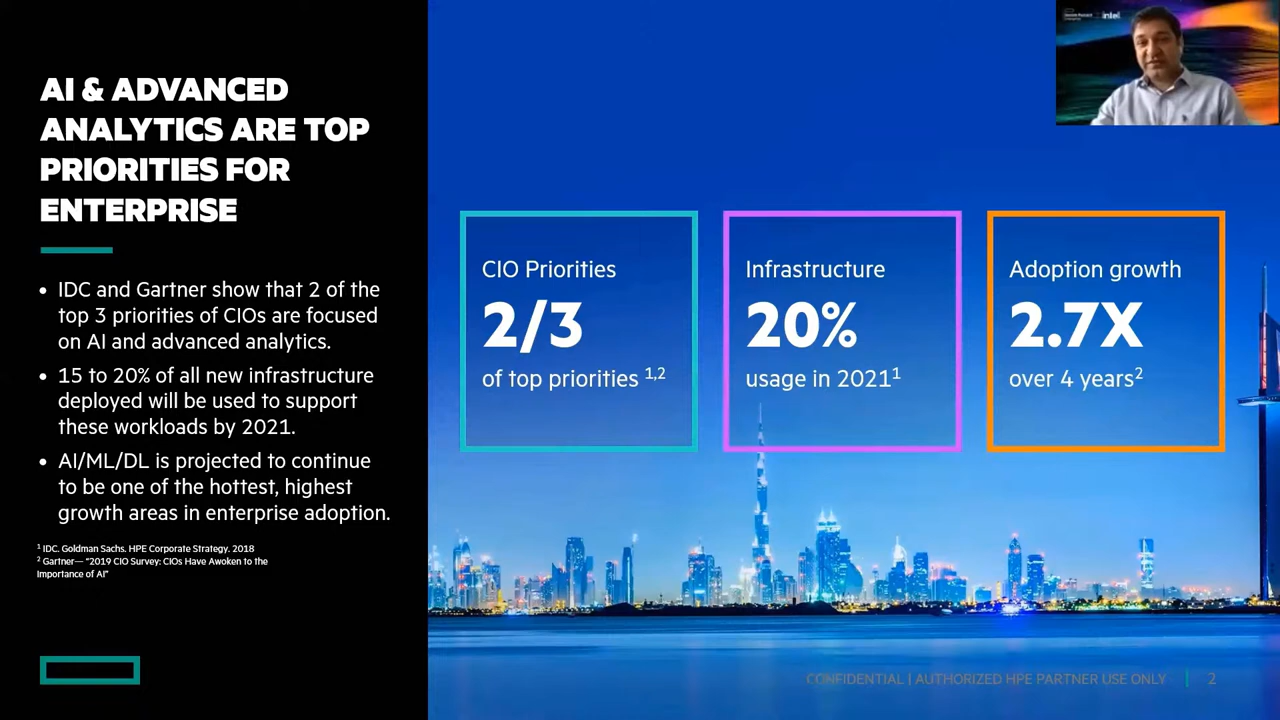 AI & ADVANCED
ANALYTICS ARE TOP
PRIORITIES FOR
ENTERPRISE
• IDC and Gartner show that 2 of the
top 3 priorities of CIOs are focused
on AI and advanced analytics.
• 15 to 20% of all new infrastructure
deployed will be used to support
these workloads by 2021.
• AI/ML/DL is projected to continue
to be one of the hottest, highest
growth areas in enterprise adoption.
1 IDC. Goldman Sachs. HPE Corporate Strategy. 2018
2 Gartner— "2019 CIO Survey: CIOs Have Awoken to the
Importance of AI"
CIO Priorities
2/3
of top priorities 1,2
Infrastructure
20%
usage in 20211
Adoption growth
2.7X
over 4 years2
intel
CONFIDENTIAL | AUTHORIZED HPE PARTNER USE ONLY | 2